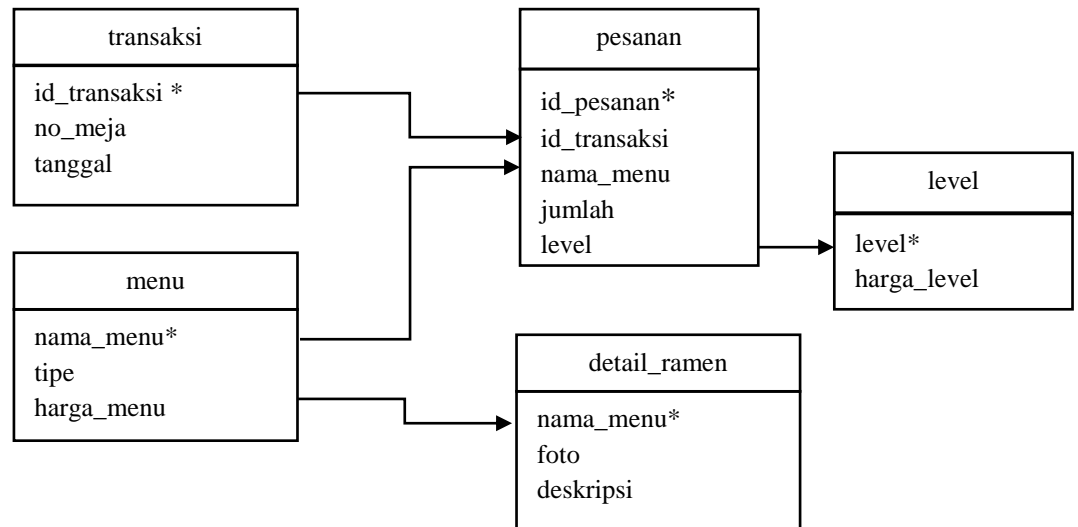 transaksi
id_transaksi *
no_meja
tanggal
menu
nama_menu*
tipe
harga_menu
pesanan
id_pesanan*
id_transaksi
nama_menu
jumlah
level
detail_ramen
nama_menu*
foto
deskripsi
level
level*
harga_level